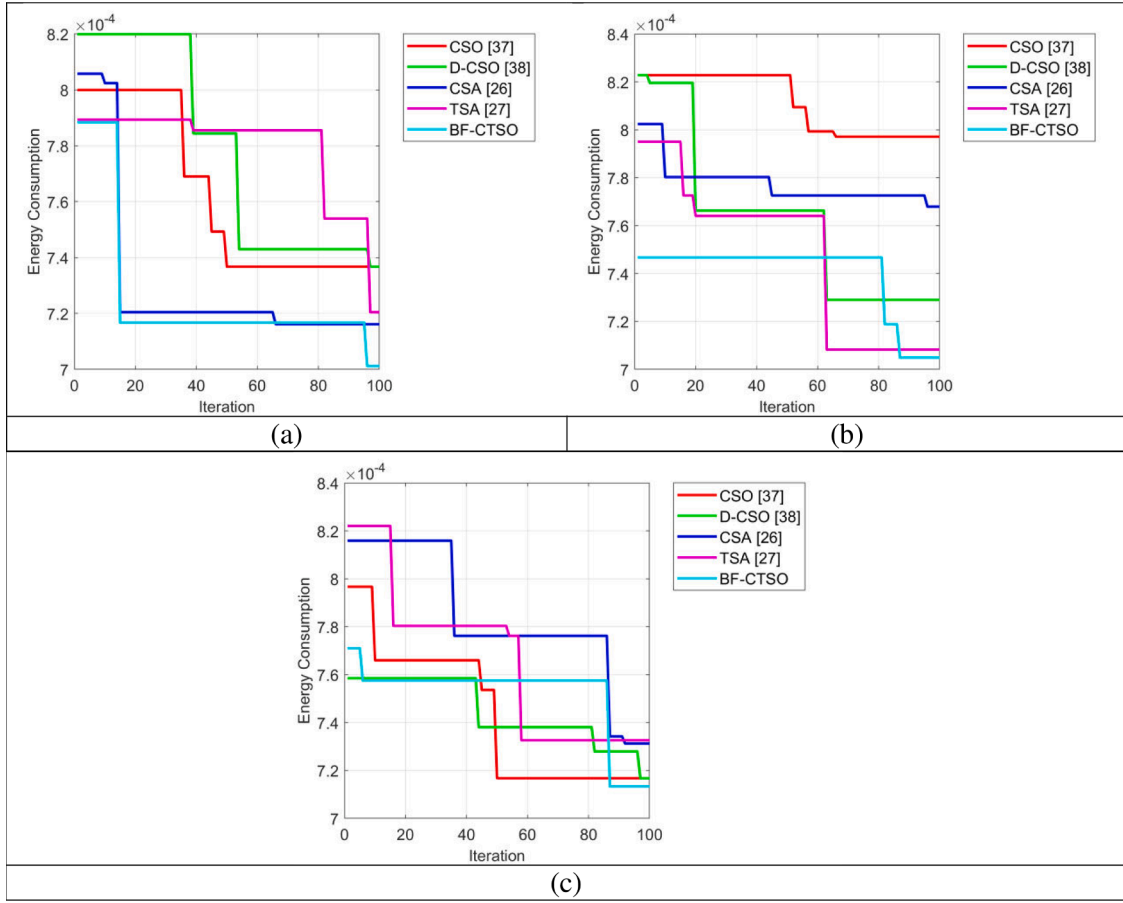 ×10⁻⁴
8.2
8
7.8
7.6
7.4
7.2
7
Energy Consumption
0 20 40 60 80 100
Iteration
CSO [37]
D-CSO [38]
CSA [26]
TSA [27]
BF-CTSO
(a)
×10⁻⁴
8.4
8.2
8
7.8
7.6
7.4
7.2
7
Energy Consumption
0 20 40 60 80 100
Iteration
CSO [37]
D-CSO [38]
CSA [26]
TSA [27]
BF-CTSO
(b)
×10⁻⁴
8.4
8.2
8
7.8
7.6
7.4
7.2
7
Energy Consumption
0 20 40 60 80 100
Iteration
CSO [37]
D-CSO [38]
CSA [26]
TSA [27]
BF-CTSO
(c)